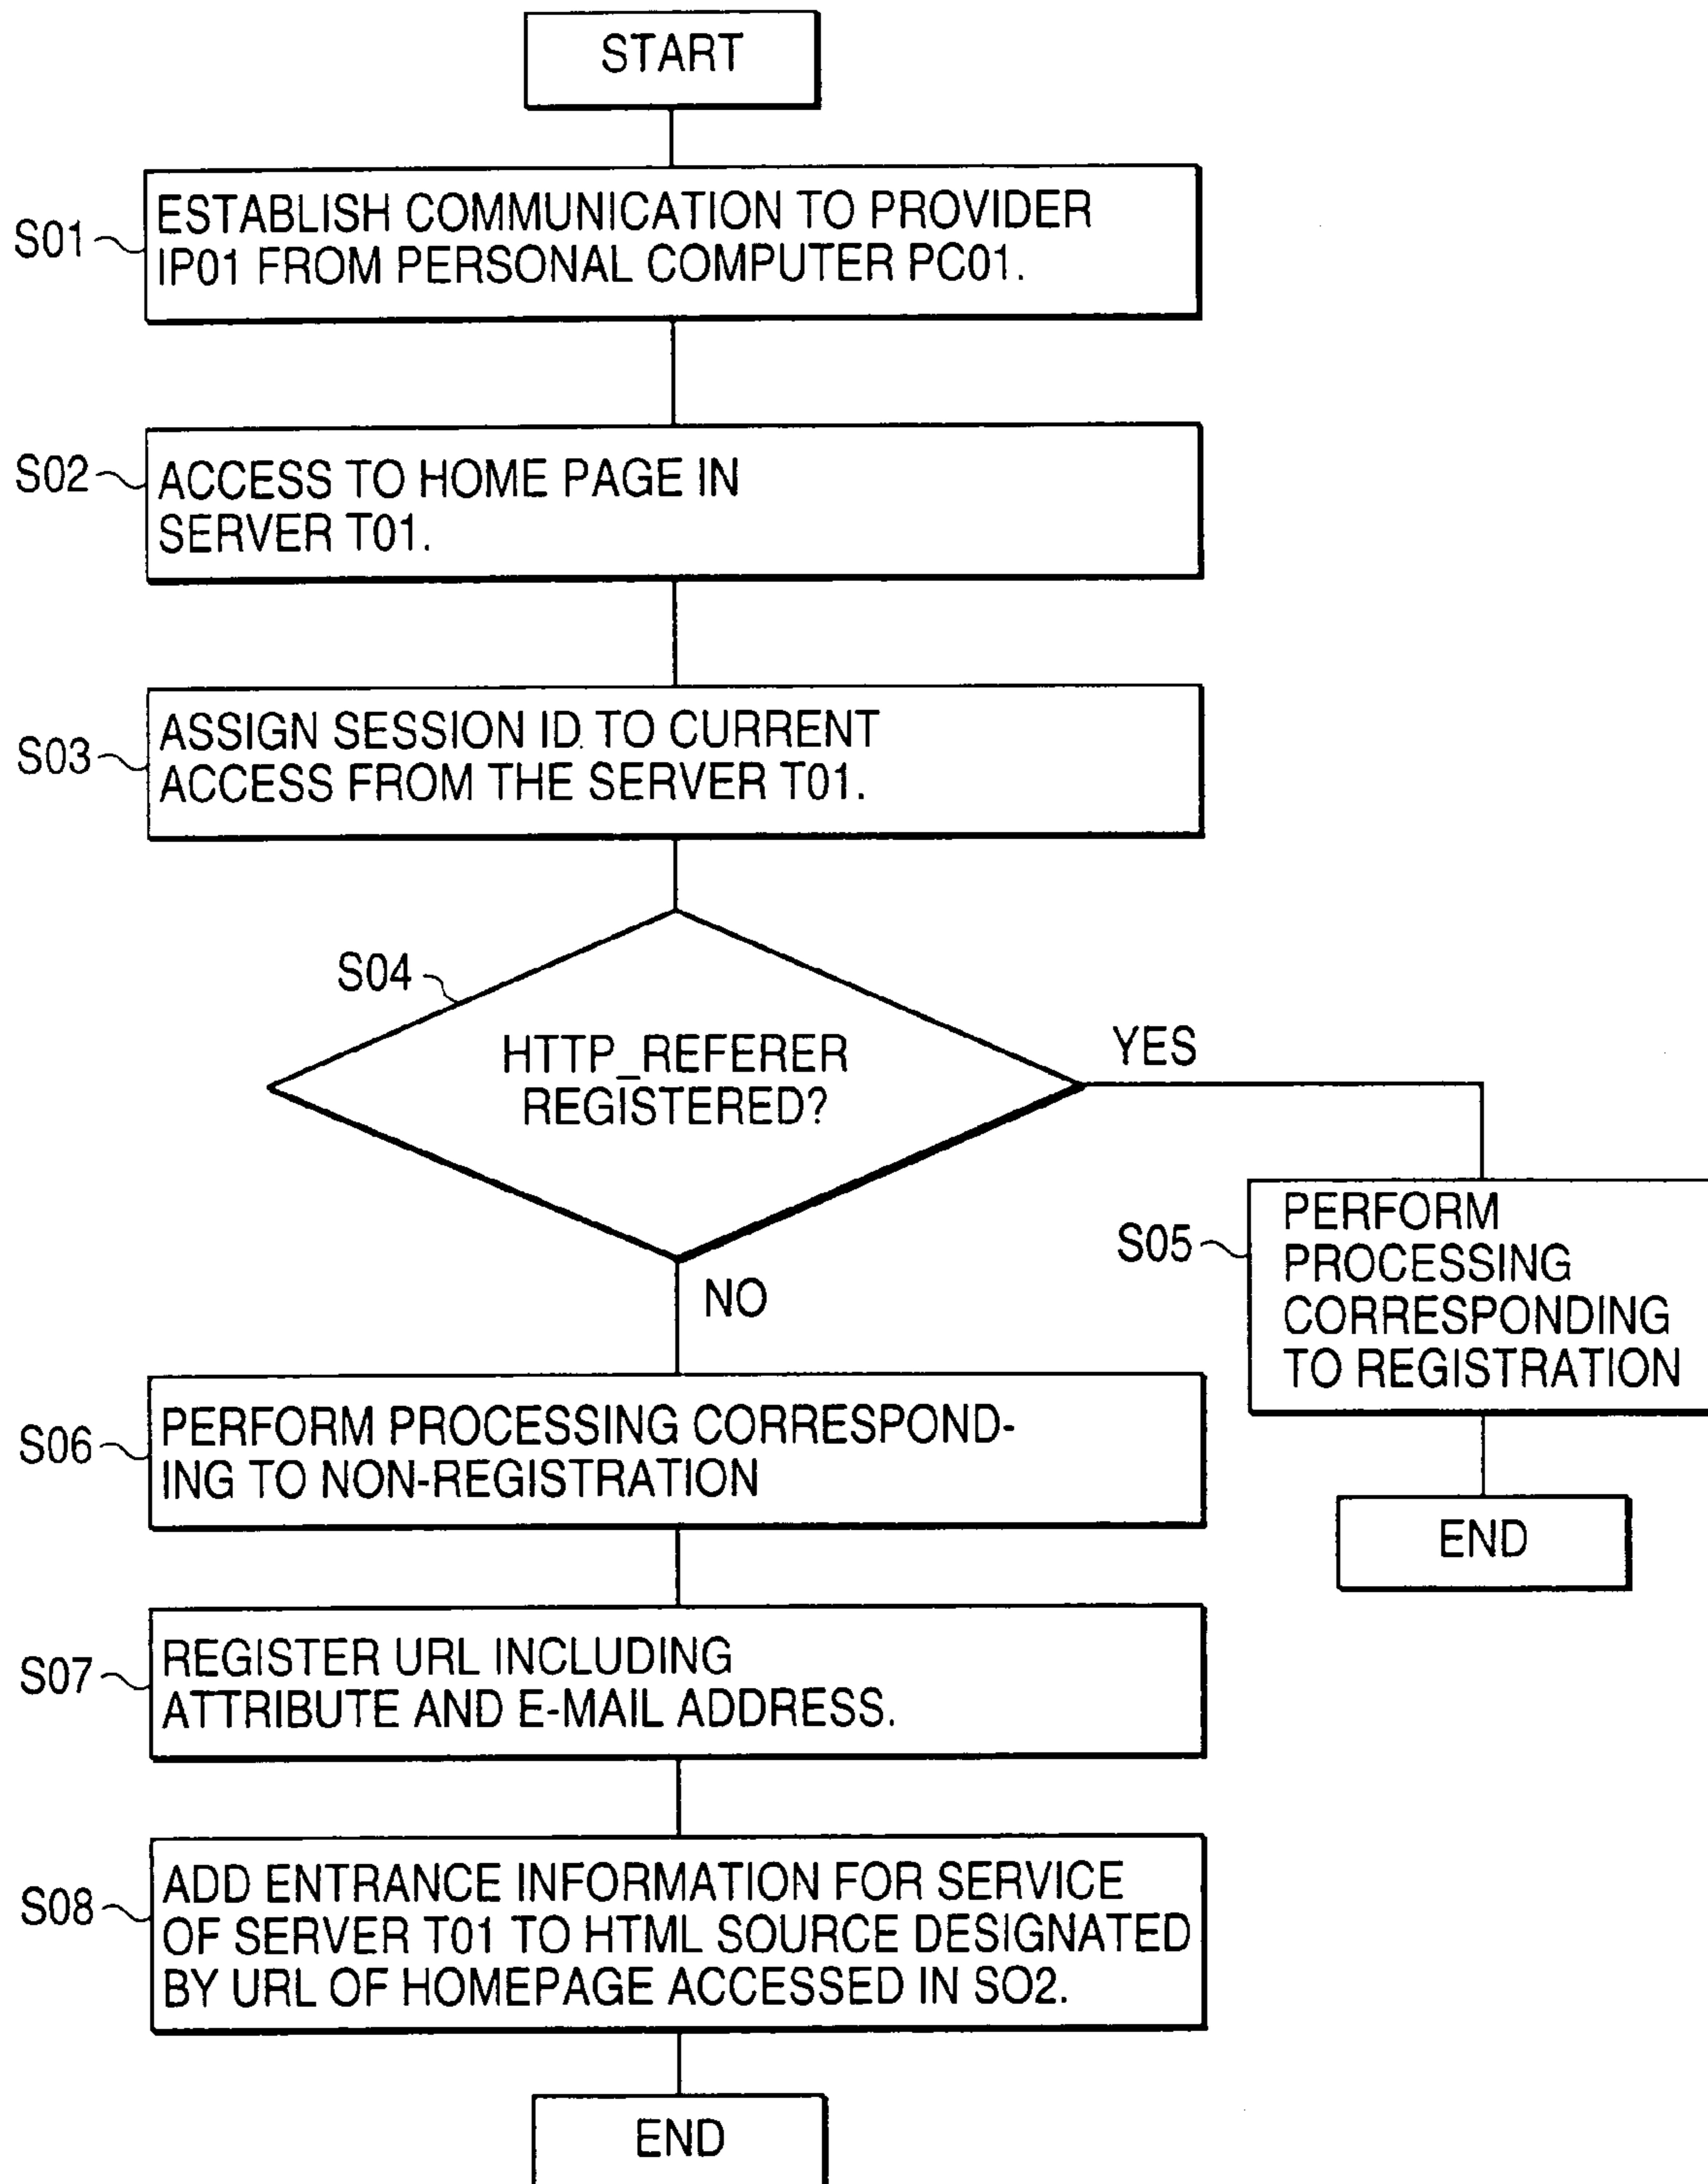 START
S01
ESTABLISH COMMUNICATION TO PROVIDER
IP01 FROM PERSONAL COMPUTER PC01.
S02
ACCESS TO HOME PAGE IN
SERVER T01.
S03
ASSIGN SESSION ID TO CURRENT
ACCESS FROM THE SERVER T01.
S04
HTTP_REFERER
REGISTERED?
YES
NO
S05
PERFORM
PROCESSING
CORRESPONDING
TO REGISTRATION
END
S06
PERFORM PROCESSING CORRESPOND-
ING TO NON-REGISTRATION
S07
REGISTER URL INCLUDING
ATTRIBUTE AND E-MAIL ADDRESS.
S08
ADD ENTRANCE INFORMATION FOR SERVICE
OF SERVER T01 TO HTML SOURCE DESIGNATED
BY URL OF HOMEPAGE ACCESSED IN SO2.
END